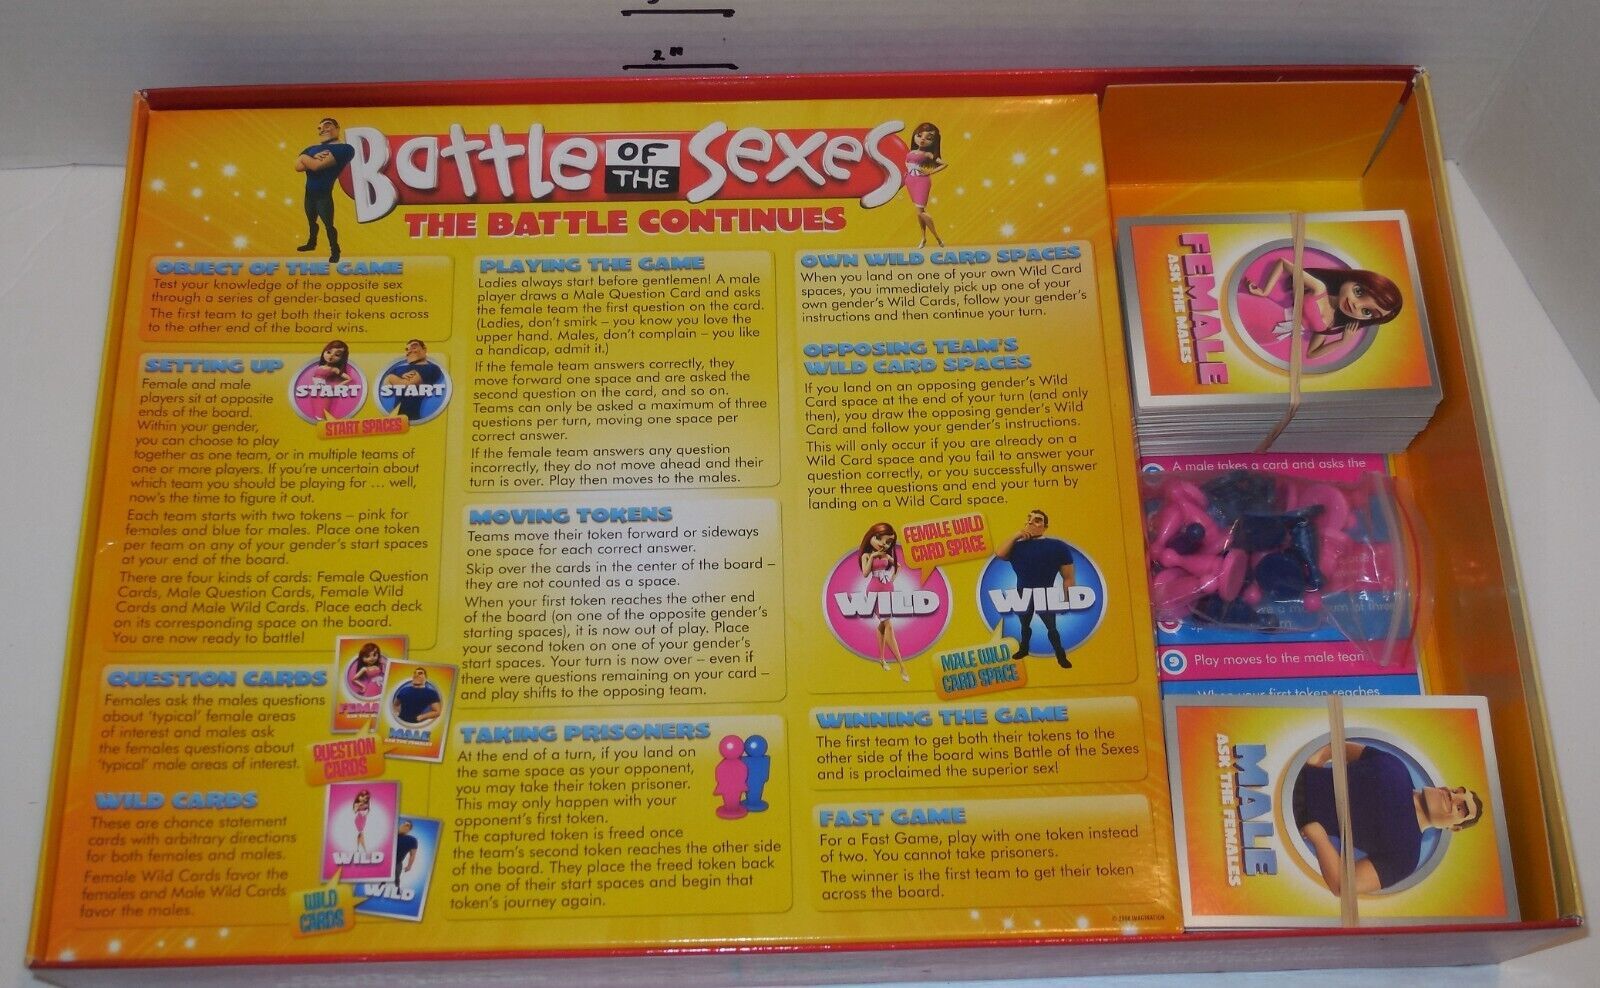 2"
Battle OF THE Sexes
THE BATTLE CONTINUES
OBJECT OF THE GAME
Test your knowledge of the opposite sex
through a series of gender-based questions.
The first team to get both their tokens across
to the other end of the board wins.
SETTING UP
Female and male
players sit at opposite
ends of the board.
Within your gender,
you can choose to play
together as one team, or in multiple teams of
one or more players. If you're uncertain about
which team you should be playing for ... well,
now's the time to figure it out.
START
START
START SPACES
Each team starts with two tokens – pink for
females and blue for males. Place one token
per team on any of your gender's start spaces
at your end of the board.
There are four kinds of cards: Female Question
Cards, Male Question Cards, Female Wild
Cards and Male Wild Cards. Place each deck
on its corresponding space on the board.
You are now ready to battle!
QUESTION CARDS
Females ask the males questions
about 'typical' female areas
of interest and males ask
the females questions about
'typical' male areas of interest.
MALE
QUESTION
CARDS
WILD CARDS
These are chance statement
cards with arbitrary directions
for both females and males.
Female Wild Cards favor the
females and Male Wild Cards
favor the males.
WILD
WILD
WILD
CARDS
PLAYING THE GAME
Ladies always start before gentlemen! A male
player draws a Male Question Card and asks
the female team the first question on the card.
(Ladies, don't smirk – you know you love the
upper hand. Males, don't complain – you like
a handicap, admit it.)
If the female team answers correctly, they
move forward one space and are asked the
second question on the card, and so on.
Teams can only be asked a maximum of three
questions per turn, moving one space per
correct answer.
If the female team answers any question
incorrectly, they do not move ahead and their
turn is over. Play then moves to the males.
MOVING TOKENS
Teams move their token forward or sideways
one space for each correct answer.
Skip over the cards in the center of the board –
they are not counted as a space.
When your first token reaches the other end
of the board (on one of the opposite gender's
starting spaces), it is now out of play. Place
your second token on one of your gender's
start spaces. Your turn is now over – even if
there were questions remaining on your card –
and play shifts to the opposing team.
TAKING PRISONERS
At the end of a turn, if you land on
the same space as your opponent,
you may take their token prisoner.
This may only happen with your
opponent's first token.
The captured token is freed once
the team's second token reaches the other side
of the board. They place the freed token back
on one of their start spaces and begin that
token's journey again.
OWN WILD CARD SPACES
When you land on one of your own Wild Card
spaces, you immediately pick up one of your
own gender's Wild Cards, follow your gender's
instructions and then continue your turn.
OPPOSING TEAM'S
WILD CARD SPACES
If you land on an opposing gender's Wild
Card space at the end of your turn (and only
then), you draw the opposing gender's Wild
Card and follow your gender's instructions.
This will only occur if you are already on a
Wild Card space and you fail to answer your
question correctly, or you successfully answer
your three questions and end your turn by
landing on a Wild Card space.
FEMALE WILD
CARD SPACE
WILD
WILD
MALE WILD
CARD SPACE
WINNING THE GAME
The first team to get both their tokens to the
other side of the board wins Battle of the Sexes
and is proclaimed the superior sex!
FAST GAME
For a Fast Game, play with one token instead
of two. You cannot take prisoners.
The winner is the first team to get their token
across the board.
FEMALE
ASK THE MALES
A male takes a card and asks the
6 Play moves to the male team.
When your first token reaches
MALE
ASK THE FEMALES